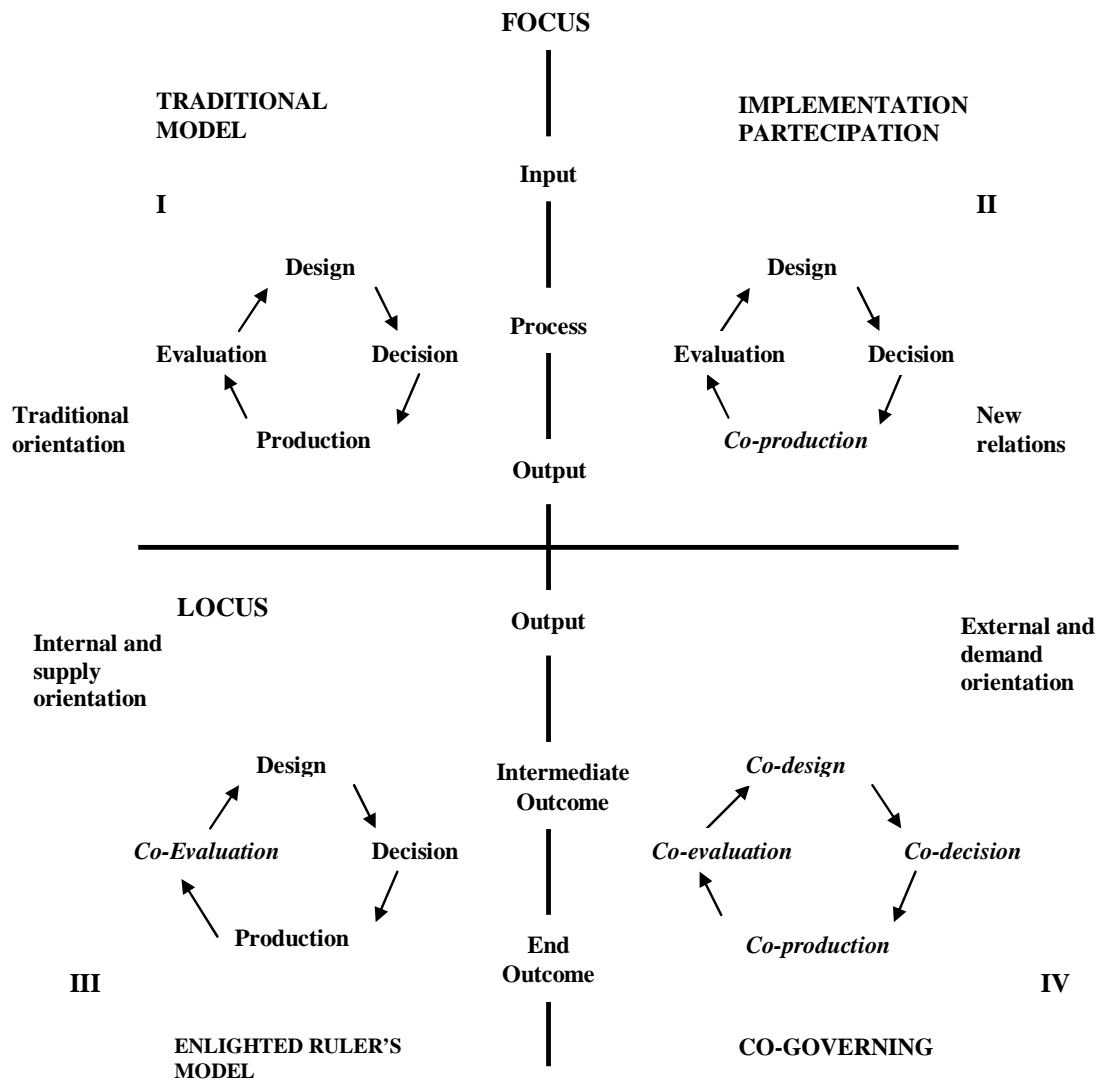 FOCUS
TRADITIONAL
MODEL
IMPLEMENTATION
PARTECIPATION
Input
I
II
Design
Design
Process
Evaluation
Decision
Evaluation
Decision
Traditional
orientation
New
relations
Production
Co-production
Output
LOCUS
Output
Internal and
supply
orientation
External and
demand
orientation
Design
Intermediate
Outcome
Co-design
Co-Evaluation
Decision
Co-evaluation
Co-decision
Production
End
Outcome
Co-production
III
IV
ENLIGHTED RULER'S
MODEL
CO-GOVERNING